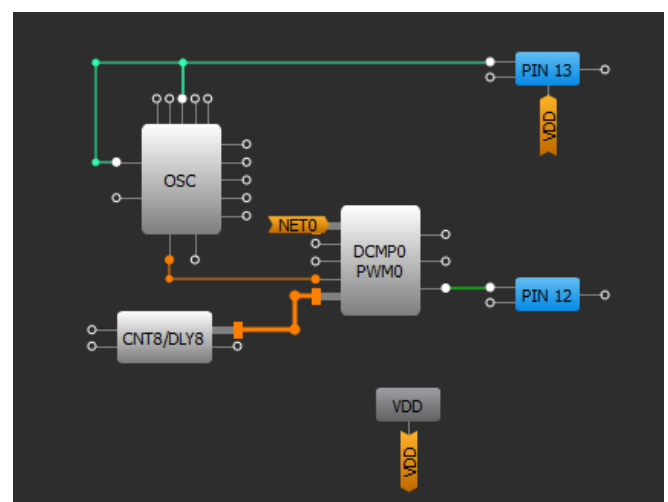 PIN 13
VDD
OSC
NET0
DCMP0
PWM0
PIN 12
CNT8/DLY8
VDD
VDD